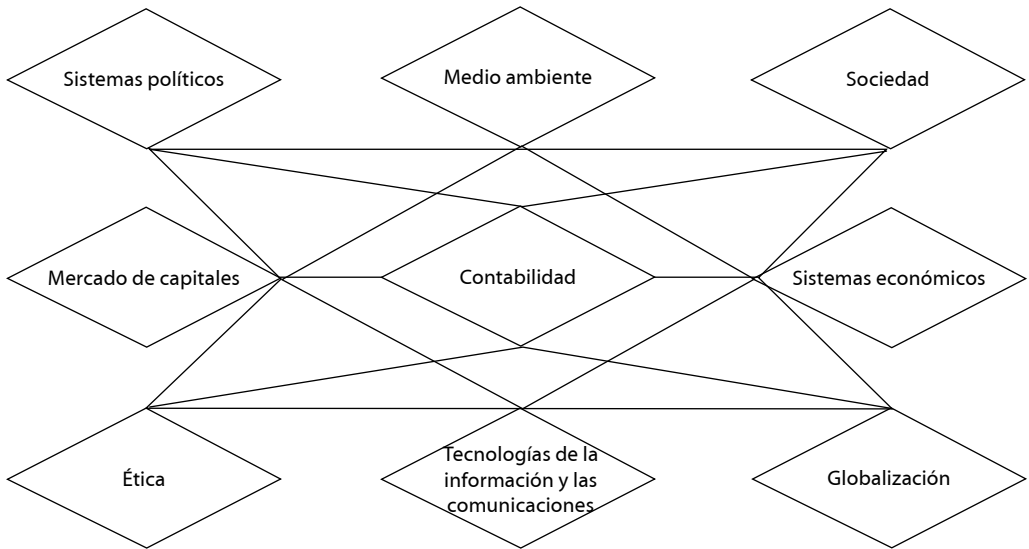 Sistemas políticos
Medio ambiente
Sociedad
Mercado de capitales
Contabilidad
Sistemas económicos
Ética
Tecnologías de la
información y las
comunicaciones
Globalización